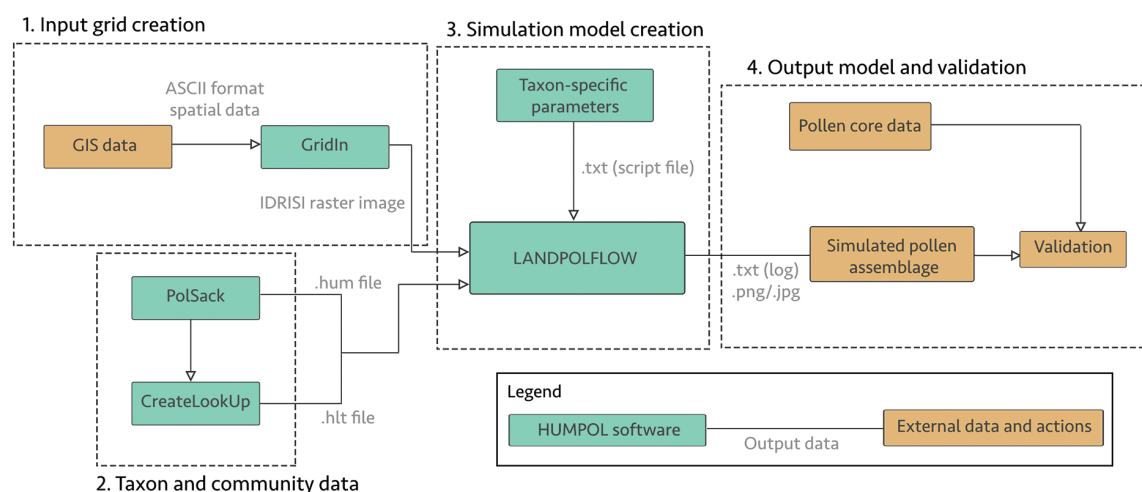 1. Input grid creation
ASCII format
spatial data
GIS data
GridIn
IDRISI raster image
PolSack
.hum file
CreateLookUp
.hlt file
2. Taxon and community data
3. Simulation model creation
Taxon-specific
parameters
.txt (script file)
LANDPOLFLOW
4. Output model and validation
Pollen core data
.txt (log)
.png/.jpg
Simulated pollen
assemblage
Validation
Legend
HUMPOL software
Output data
External data and actions